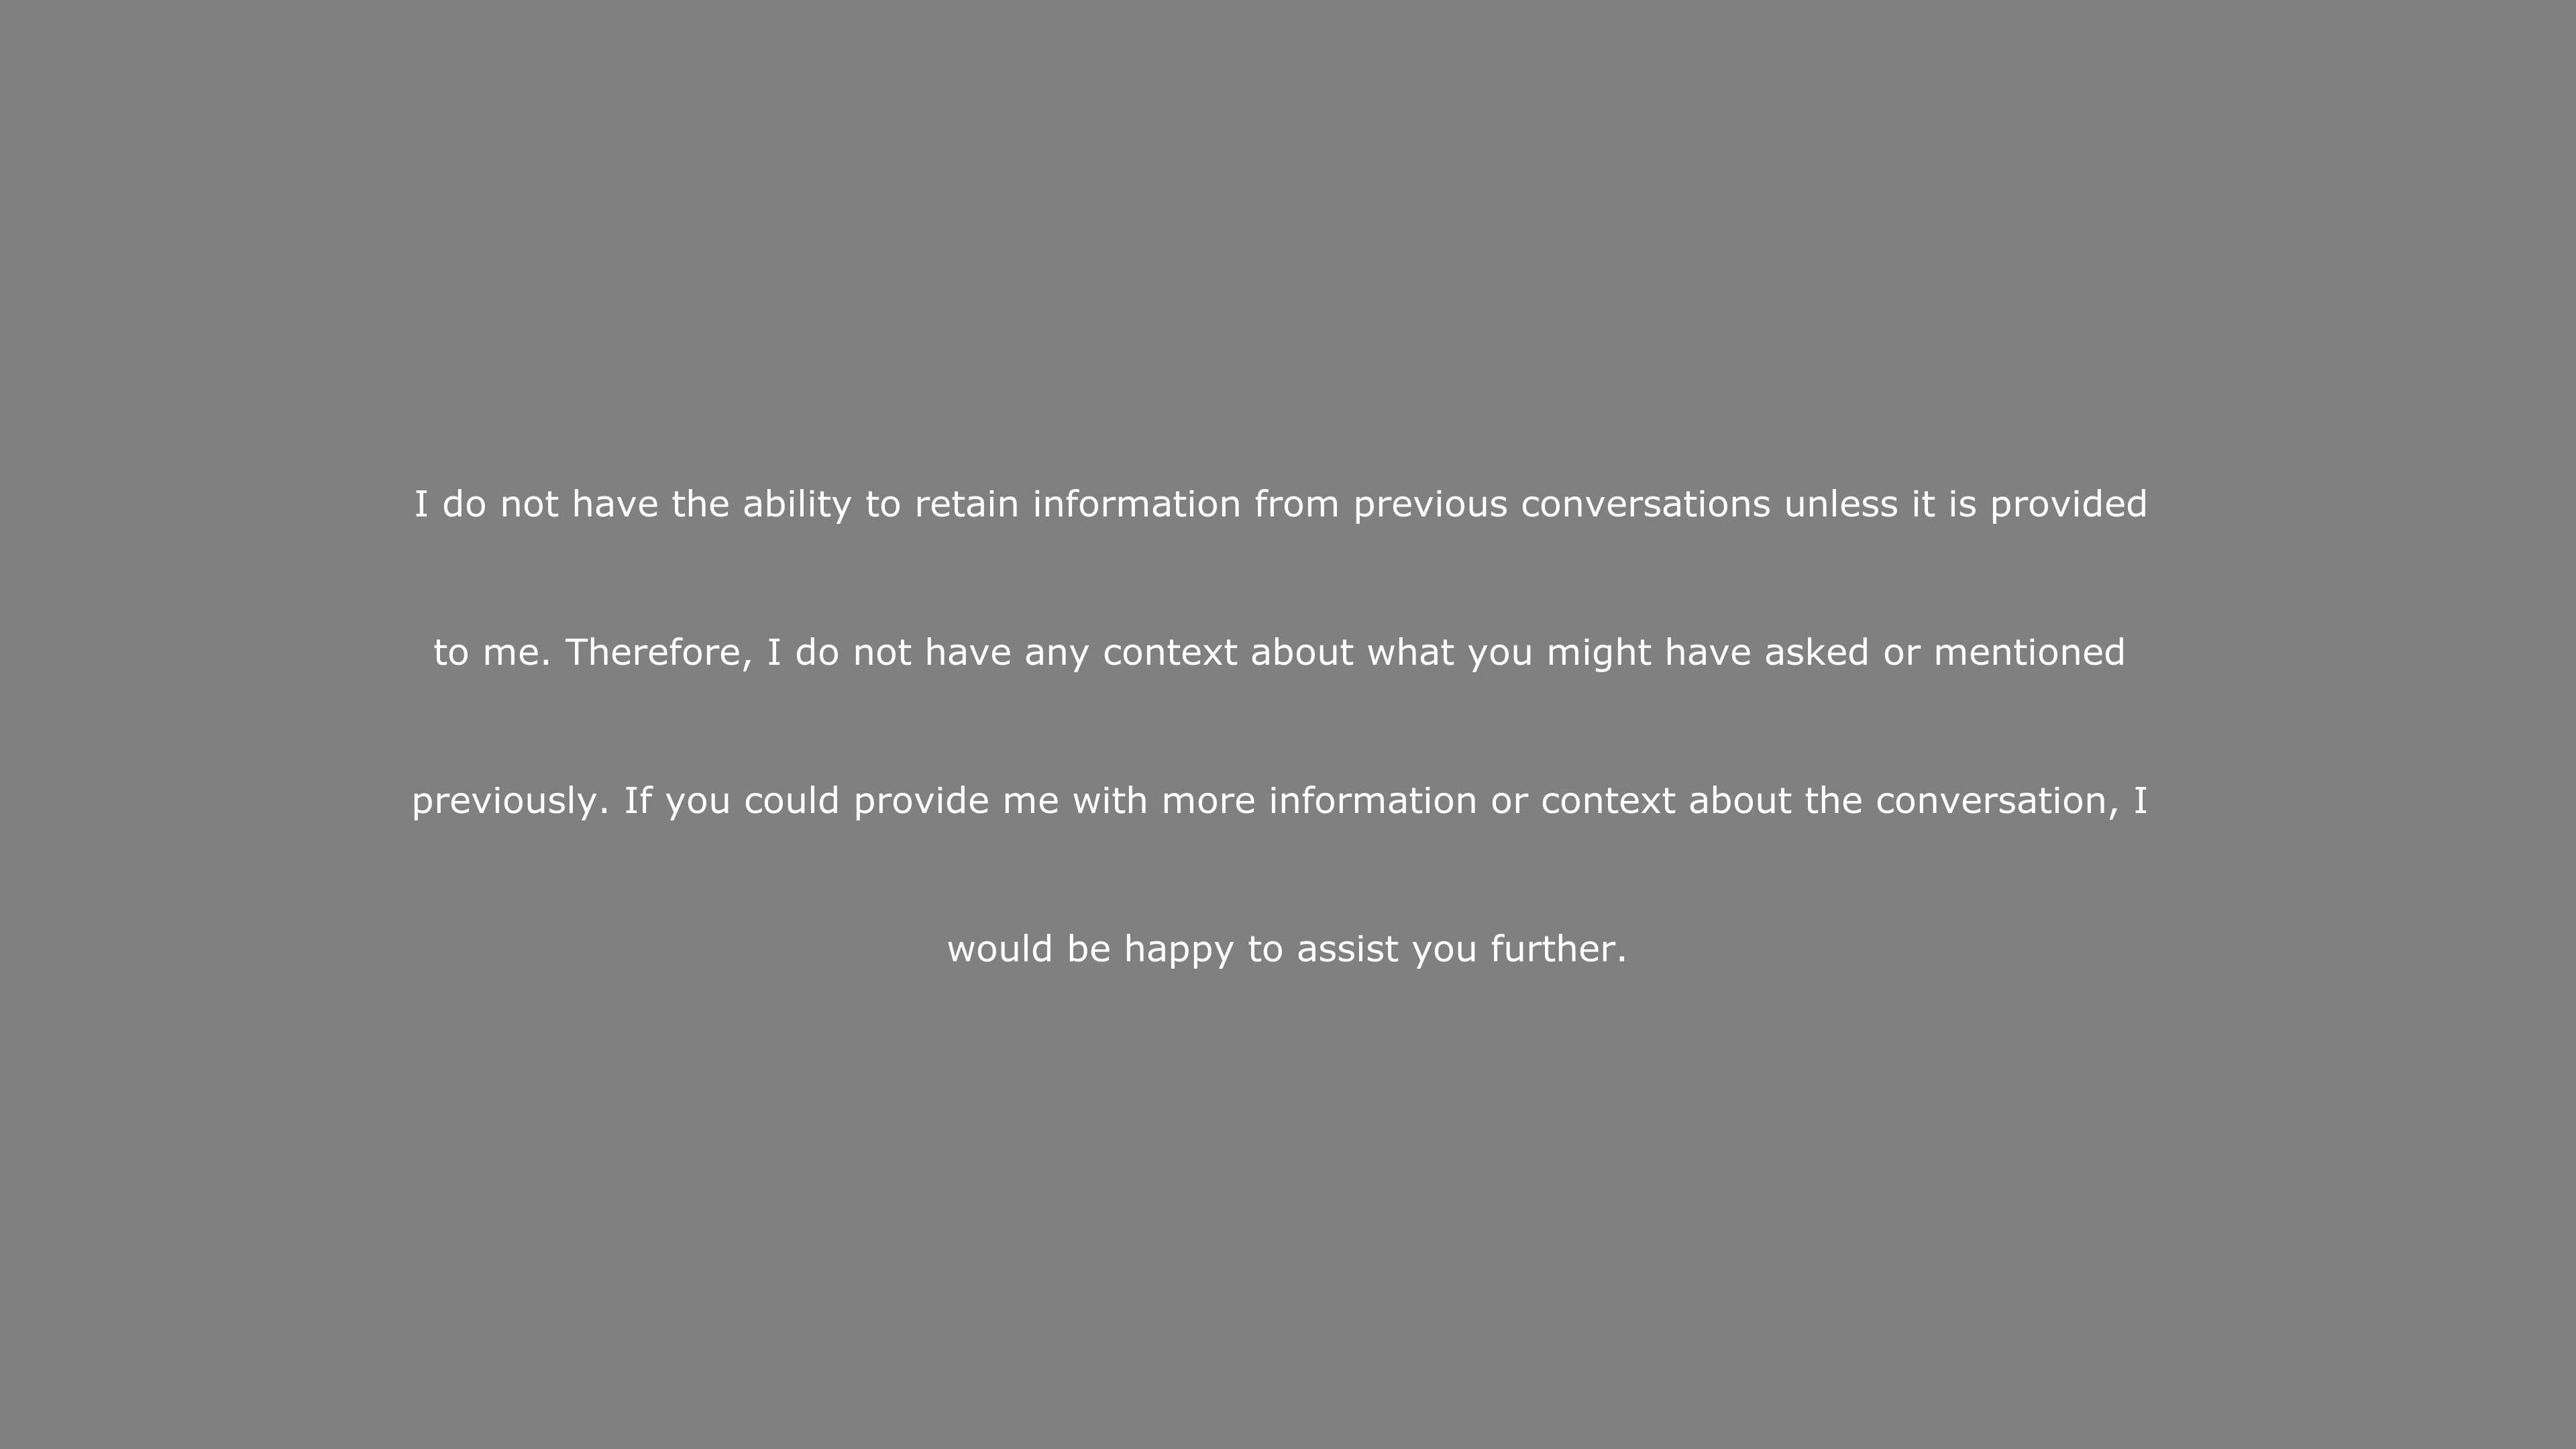 I do not have the ability to retain information from previous conversations unless it is provided
to me. Therefore, I do not have any context about what you might have asked or mentioned
previously. If you could provide me with more information or context about the conversation, I
would be happy to assist you further.